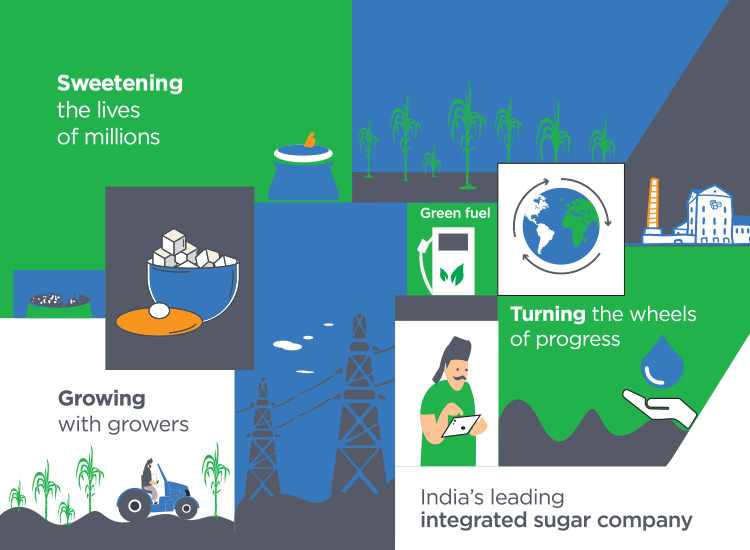 Sweetening
the lives
of millions
Green fuel
Turning the wheels
of progress
Growing
with growers
India's leading
integrated sugar company